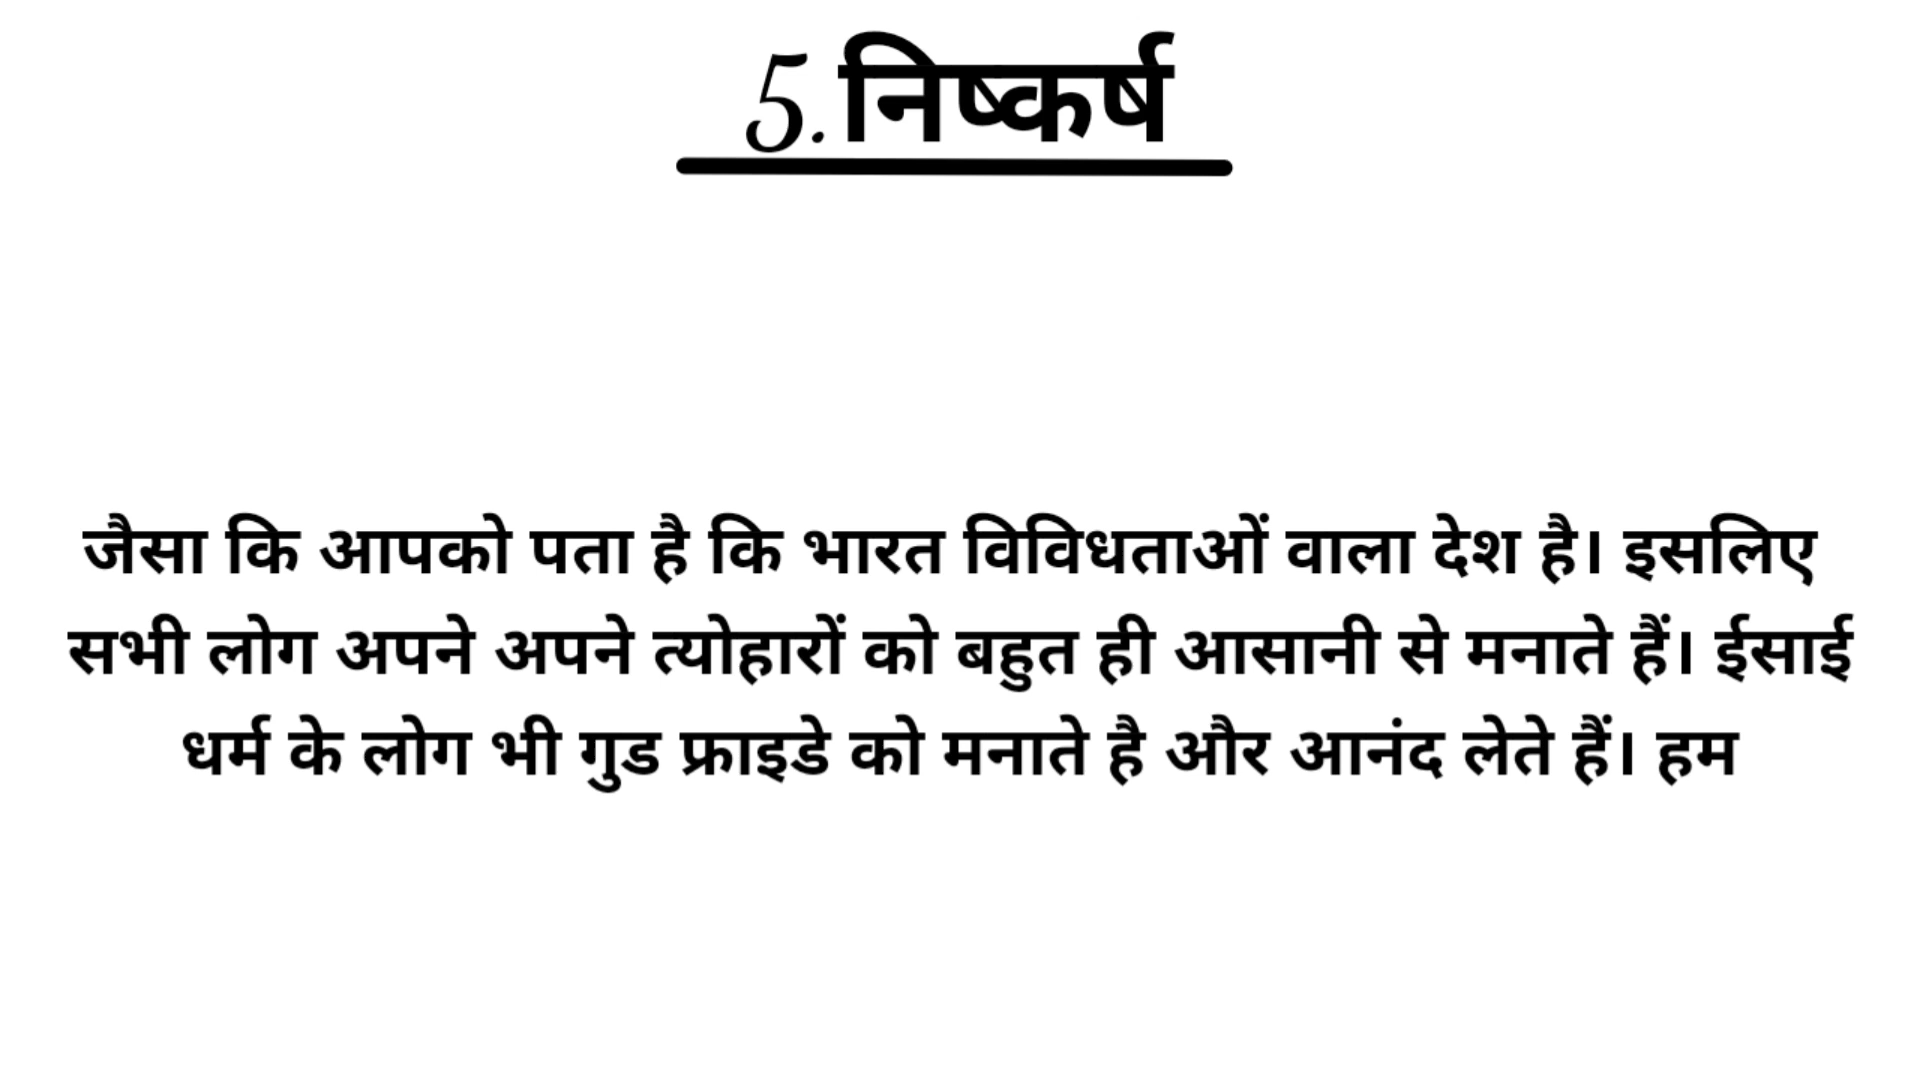 5.निष्कर्ष
जैसा कि आपको पता है कि भारत विविधताओं वाला देश है। इसलिए
सभी लोग अपने अपने त्योहारों को बहुत ही आसानी से मनाते हैं। ईसाई
धर्म के लोग भी गुड फ्राइडे को मनाते है और आनंद लेते हैं। हम